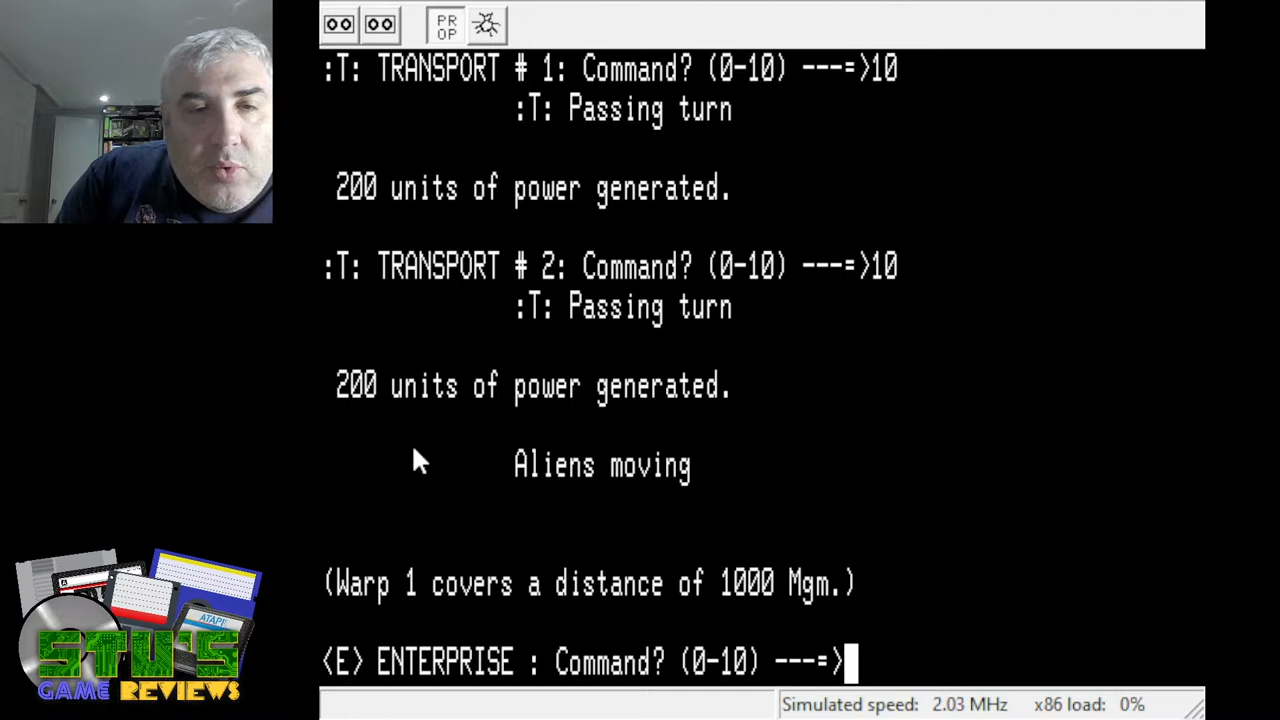 PR
OP
:T: TRANSPORT # 1: Command? (0-10) ---=>10
:T: Passing turn
200 units of power generated.
:T: TRANSPORT # 2: Command? (0-10) ---=>10
:T: Passing turn
200 units of power generated.
Aliens moving
(Warp 1 covers a distance of 1000 Mgm.)
<E> ENTERPRISE : Command? (0-10) ---=>
ATARI
STU'S
GAME REVIEWS
Simulated speed: 2.03 MHz x86 load: 0%